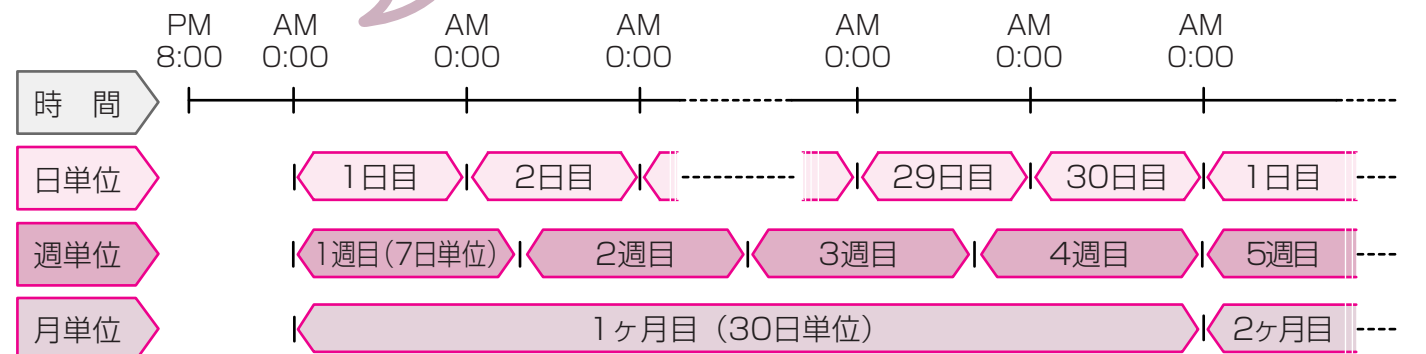 PM AM AM AM AM AM AM
8:00 0:00 0:00 0:00 0:00 0:00 0:00
時　間
日単位 1日目 2日目 29日目 30日目 1日目
週単位 1週目（7日単位） 2週目 3週目 4週目 5週目
月単位 1ヶ月目（30日単位） 2ヶ月目